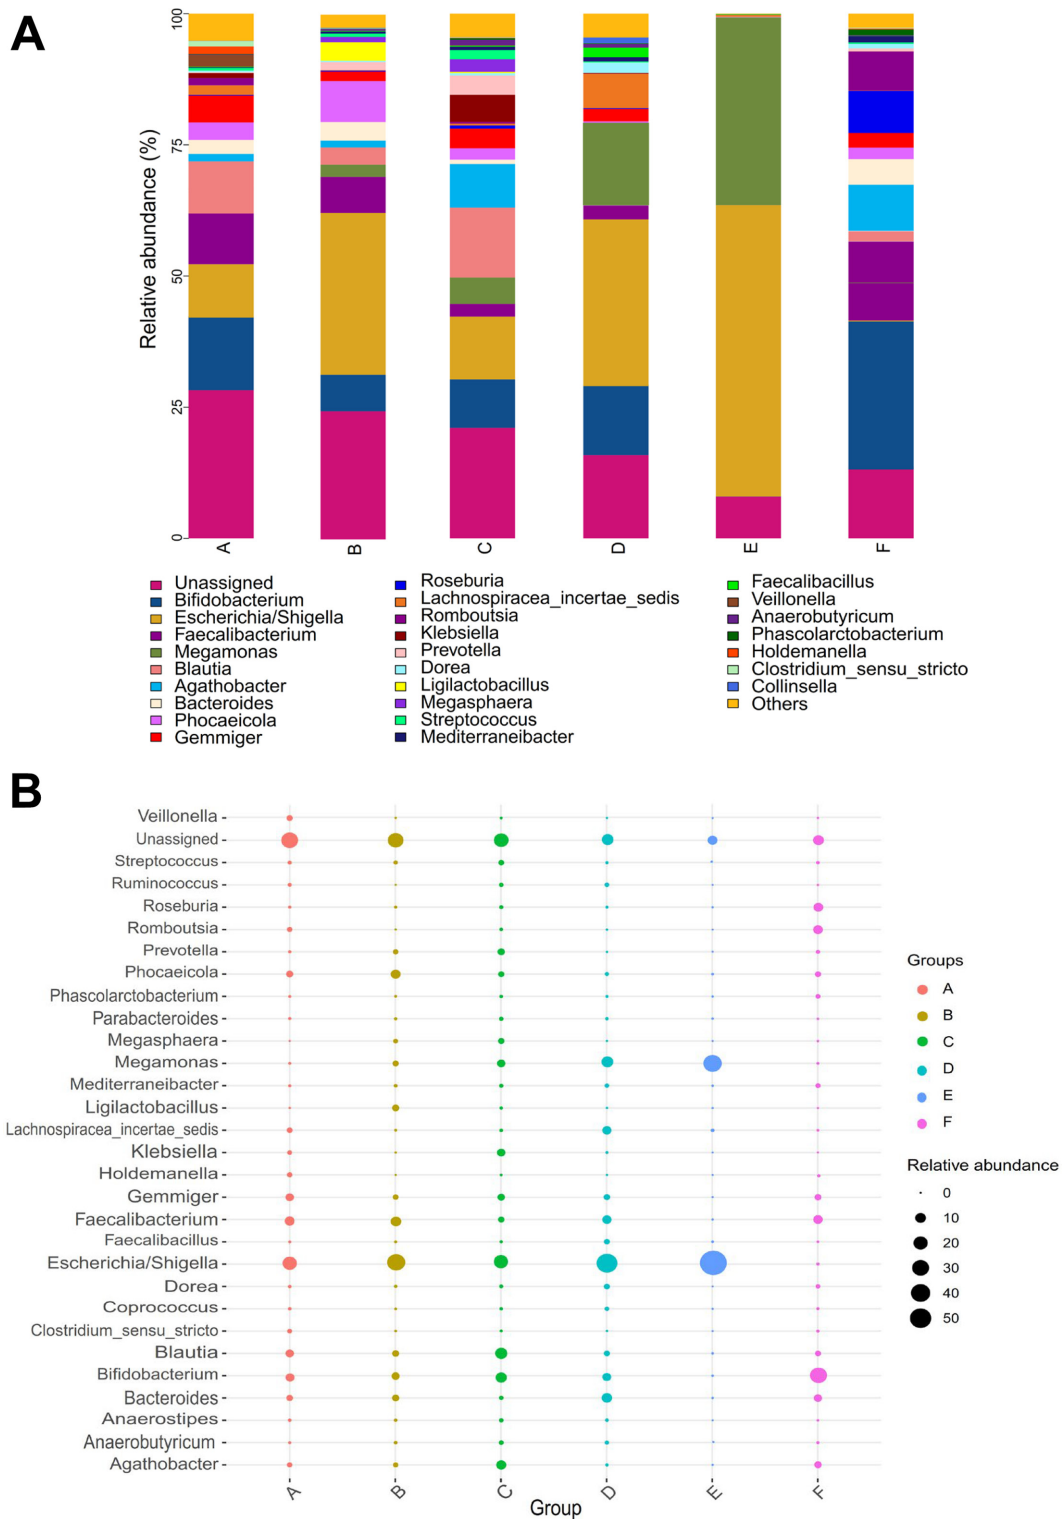 A
Relative abundance (%)
100
75
50
25
0
A B C D E F
Unassigned
Bifidobacterium
Escherichia/Shigella
Faecalibacterium
Megamonas
Blautia
Agathobacter
Bacteroides
Phocaeicola
Gemmiger
Roseburia
Lachnospiracea_incertae_sedis
Romboutsia
Klebsiella
Prevotella
Dorea
Ligilactobacillus
Megasphaera
Streptococcus
Mediterraneibacter
Faecalibacillus
Veillonella
Anaerobutyricum
Phascolarctobacterium
Holdemanella
Clostridium_sensu_stricto
Collinsella
Others
B
Veillonella
Unassigned
Streptococcus
Ruminococcus
Roseburia
Romboutsia
Prevotella
Phocaeicola
Phascolarctobacterium
Parabacteroides
Megasphaera
Megamonas
Mediterraneibacter
Ligilactobacillus
Lachnospiracea_incertae_sedis
Klebsiella
Holdemanella
Gemmiger
Faecalibacterium
Faecalibacillus
Escherichia/Shigella
Dorea
Coprococcus
Clostridium_sensu_stricto
Blautia
Bifidobacterium
Bacteroides
Anaerostipes
Anaerobutyricum
Agathobacter
A B C D E F
Group
Groups
A
B
C
D
E
F
Relative abundance
0
10
20
30
40
50